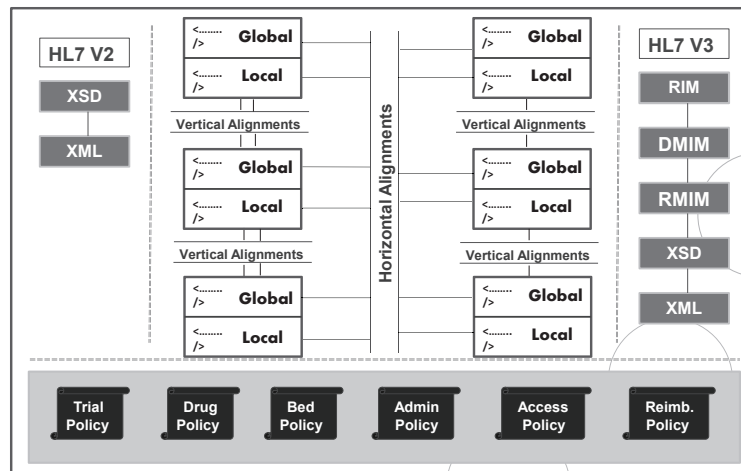 HL7 V2
XSD
XML
<........
/>
Global
<........
/>
Local
Vertical Alignments
<........
/>
Global
<........
/>
Local
Vertical Alignments
<........
/>
Global
<........
/>
Local
Horizontal Alignments
<........
/>
Global
<........
/>
Local
Vertical Alignments
<........
/>
Global
<........
/>
Local
Vertical Alignments
<........
/>
Global
<........
/>
Local
HL7 V3
RIM
DMIM
RMIM
XSD
XML
Trial
Policy
Drug
Policy
Bed
Policy
Admin
Policy
Access
Policy
Reimb.
Policy